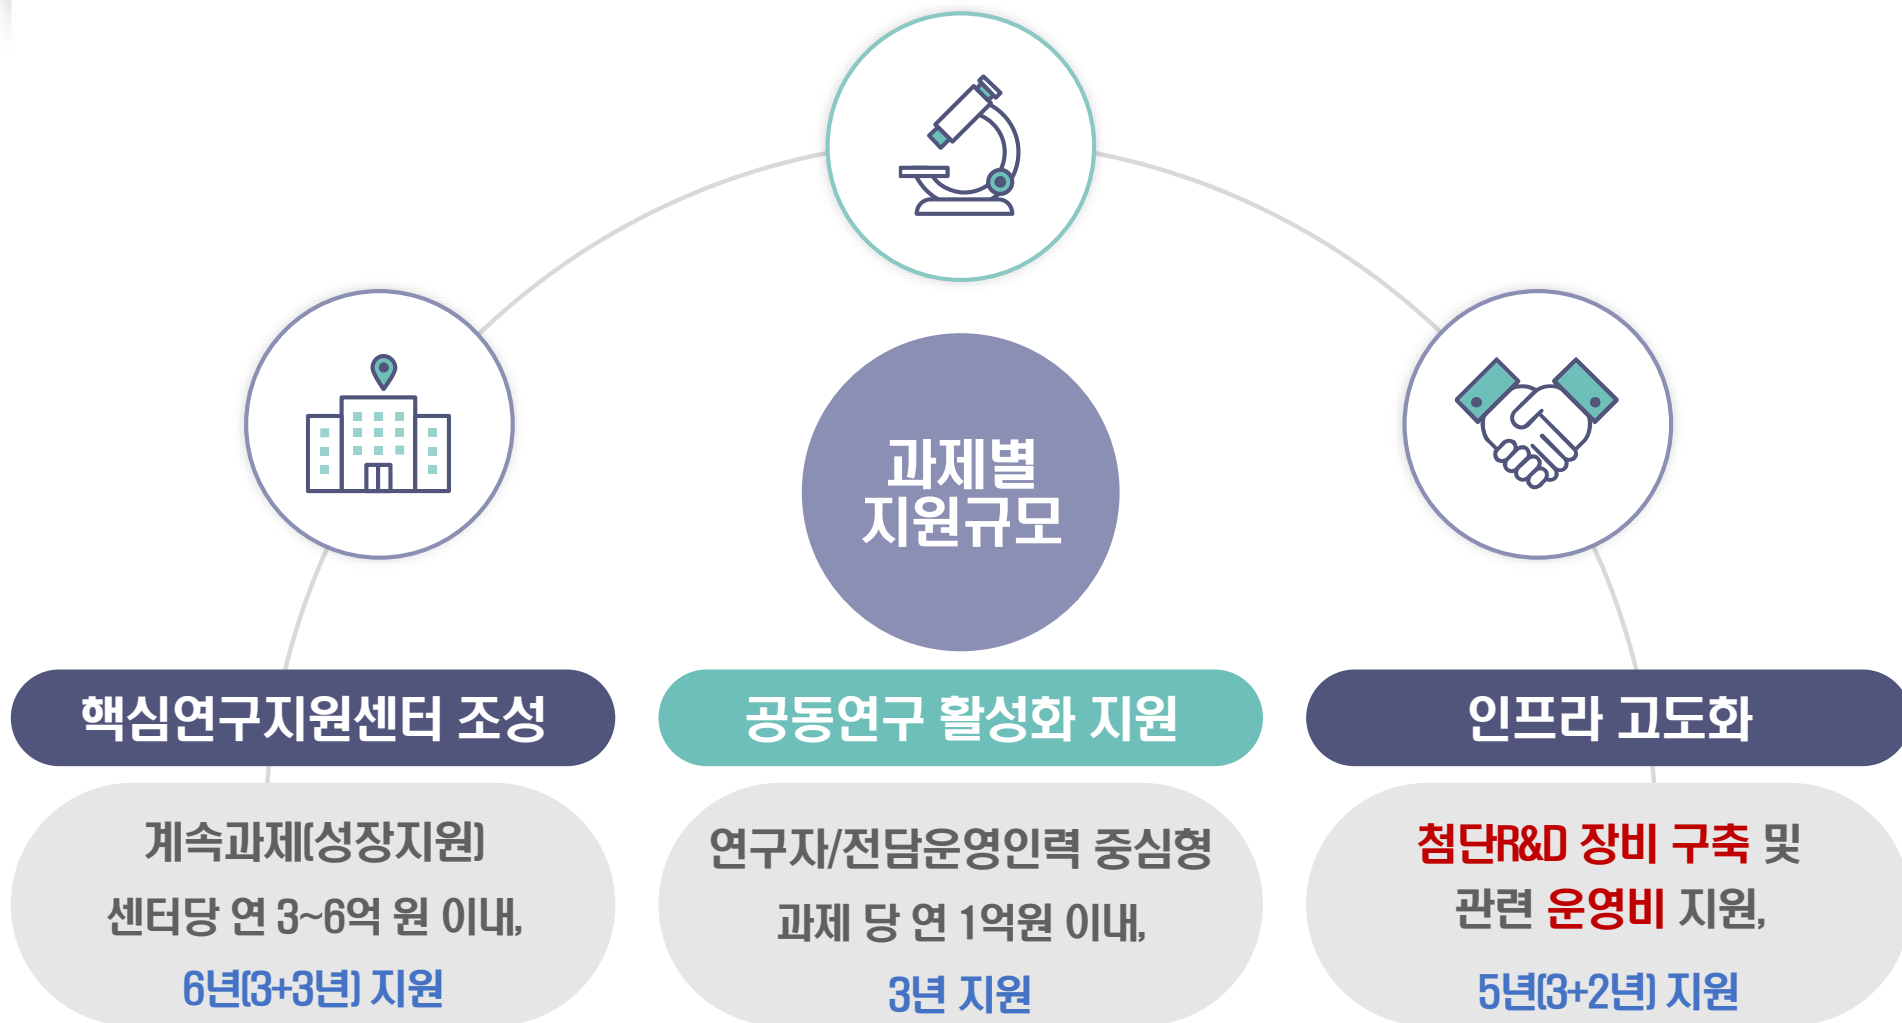 과제별
지원규모
핵심연구지원센터 조성
계속과제(성장지원)
센터당 연 3~6억 원 이내,
6년(3+3년) 지원
공동연구 활성화 지원
연구자/전담운영인력 중심형
과제 당 연 1억원 이내,
3년 지원
인프라 고도화
첨단R&D 장비 구축 및
관련 운영비 지원,
5년(3+2년) 지원